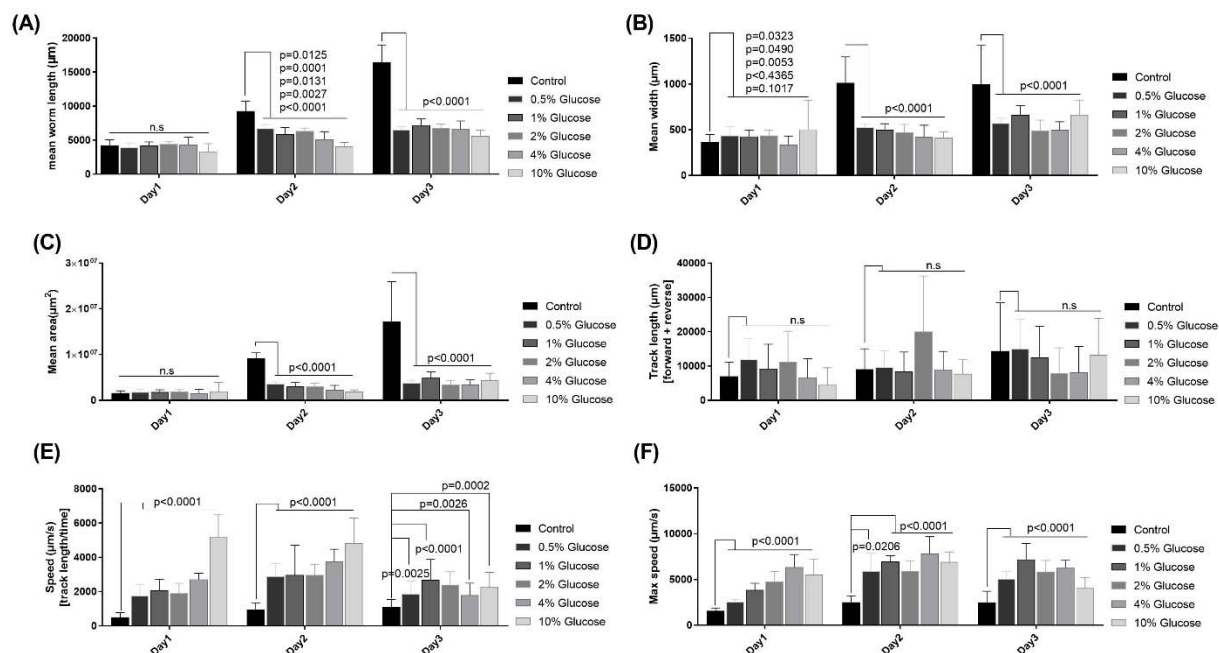 (A)
mean worm length (µm)
20000
15000
10000
5000
0
n.s
p=0.0125
p=0.0001
p=0.0131
p=0.0027
p<0.0001
p<0.0001
Day1
Day2
Day3
Control
0.5% Glucose
1% Glucose
2% Glucose
4% Glucose
10% Glucose
(B)
Mean width (µm)
1500
1000
500
0
p=0.0323
p=0.0490
p=0.0053
p<0.4365
p=0.1017
p<0.0001
p<0.0001
Day1
Day2
Day3
Control
0.5% Glucose
1% Glucose
2% Glucose
4% Glucose
10% Glucose
(C)
Mean area(µm²)
3×10⁰⁷
2×10⁰⁷
1×10⁰⁷
0
n.s
p<0.0001
p<0.0001
Day1
Day2
Day3
Control
0.5% Glucose
1% Glucose
2% Glucose
4% Glucose
10% Glucose
(D)
Track length (µm)
[forward + reverse]
40000
30000
20000
10000
0
n.s
n.s
n.s
Day1
Day2
Day3
Control
0.5% Glucose
1% Glucose
2% Glucose
4% Glucose
10% Glucose
(E)
Speed (µm/s)
[track length/time]
8000
6000
4000
2000
0
p<0.0001
p<0.0001
p=0.0002
p=0.0026
p<0.0001
p=0.0025
Day1
Day2
Day3
Control
0.5% Glucose
1% Glucose
2% Glucose
4% Glucose
10% Glucose
(F)
Max speed (µm/s)
15000
10000
5000
0
p<0.0001
p<0.0001
p=0.0206
p<0.0001
Day1
Day2
Day3
Control
0.5% Glucose
1% Glucose
2% Glucose
4% Glucose
10% Glucose